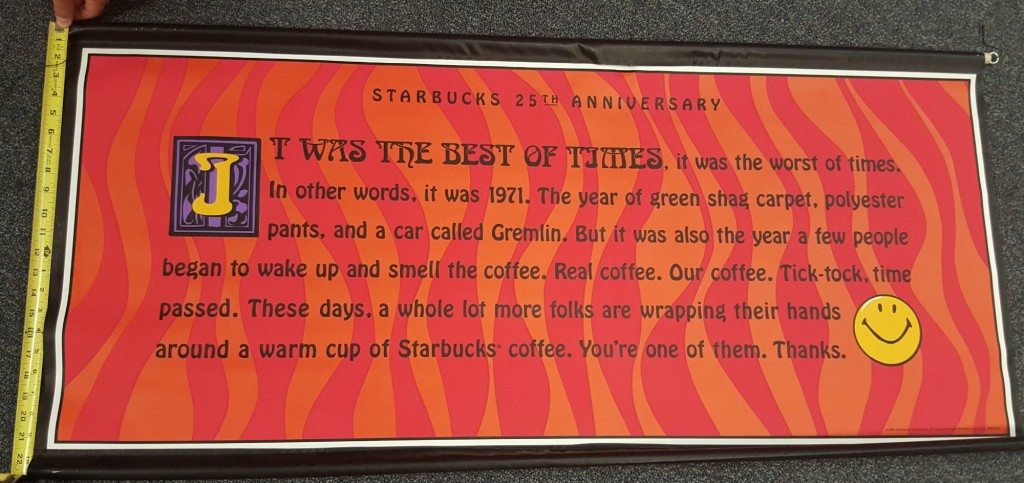 STARBUCKS 25TH ANNIVERSARY
IT WAS THE BEST OF TIMES, it was the worst of times.
In other words, it was 1971. The year of green shag carpet, polyester
pants, and a car called Gremlin. But it was also the year a few people
began to wake up and smell the coffee. Real coffee. Our coffee. Tick-tock, time
passed. These days, a whole lot more folks are wrapping their hands
around a warm cup of Starbucks® coffee. You're one of them. Thanks.